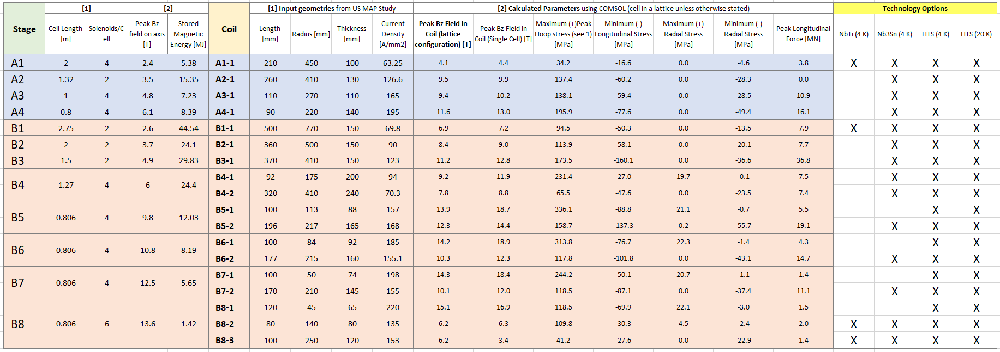 [1] [2] [1] Input geometries from US MAP Study [2] Calculated Parameters using COMSOL (cell in a lattice unless otherwise stated) Technology Options
Stage Cell Length [m] Solenoids/Cell Peak Bz field on axis [T] Stored Magnetic Energy [MJ] Coil Length [mm] Radius [mm] Thickness [mm] Current Density [A/mm2] Peak Bz Field in Coil (lattice configuration) [T] Peak Bz Field in Coil (Single Cell) [T] Maximum (+)Peak Hoop stress (see 1) [MPa] Minimum (-) Longitudinal Stress [MPa] Maximum (+) Radial Stress [MPa] Minimum (-) Radial Stress [MPa] Peak Longitudinal Force [MN] NbTi (4 K) Nb3Sn (4 K) HTS (4 K) HTS (20 K)
A1 2 4 2.4 5.38 A1-1 210 450 100 63.25 4.1 4.4 34.2 -16.6 0.0 -4.6 3.8 X X X X
A2 1.32 2 3.5 15.35 A2-1 260 410 130 126.6 9.5 9.9 137.4 -60.2 0.0 -28.3 0.0 X X X
A3 1 4 4.8 7.23 A3-1 110 270 110 165 9.4 10.2 138.1 -59.4 0.0 -28.5 10.9 X X X
A4 0.8 4 6.1 8.39 A4-1 90 220 140 195 11.6 13.0 195.9 -77.6 0.0 -49.4 16.1 X X X
B1 2.75 2 2.6 44.54 B1-1 500 770 150 69.8 6.9 7.2 94.5 -50.3 0.0 -13.5 7.9 X X X X
B2 2 2 3.7 24.1 B2-1 360 500 150 90 8.4 9.0 113.9 -58.1 0.0 -20.1 7.7 X X X
B3 1.5 2 4.9 29.83 B3-1 370 410 150 123 11.2 12.8 173.5 -160.1 0.0 -36.6 36.8 X X X
B4 1.27 4 6 24.4 B4-1 92 175 200 94 9.2 11.9 231.4 -27.0 19.7 -0.1 7.5 X X X
B4-2 320 410 240 70.3 7.8 8.8 65.5 -47.6 0.0 -23.5 7.4 X X X
B5 0.806 4 9.8 12.03 B5-1 100 113 88 157 13.9 18.7 336.1 -88.8 21.1 -0.7 5.5 X X
B5-2 196 217 165 168 12.3 14.4 158.7 -137.3 0.2 -55.7 19.1 X X X
B6 0.806 4 10.8 8.19 B6-1 100 84 92 185 14.2 18.9 313.8 -76.7 22.3 -1.4 4.3 X X
B6-2 177 215 160 155.1 10.3 12.3 117.8 -101.8 0.0 -43.1 14.7 X X X
B7 0.806 4 12.5 5.65 B7-1 100 50 74 198 14.3 18.4 244.2 -50.1 20.7 -1.1 1.4 X X
B7-2 170 210 145 155 10.1 12.0 118.5 -87.1 0.0 -37.4 11.1 X X X
B8 0.806 6 13.6 1.42 B8-1 120 45 65 220 15.1 16.9 118.5 -69.9 22.1 -3.0 1.5 X X
B8-2 80 140 80 135 6.2 6.3 109.8 -30.3 4.5 -2.4 2.0 X X X X
B8-3 100 250 120 153 6.2 3.4 41.2 -27.6 0.0 -22.9 1.4 X X X X